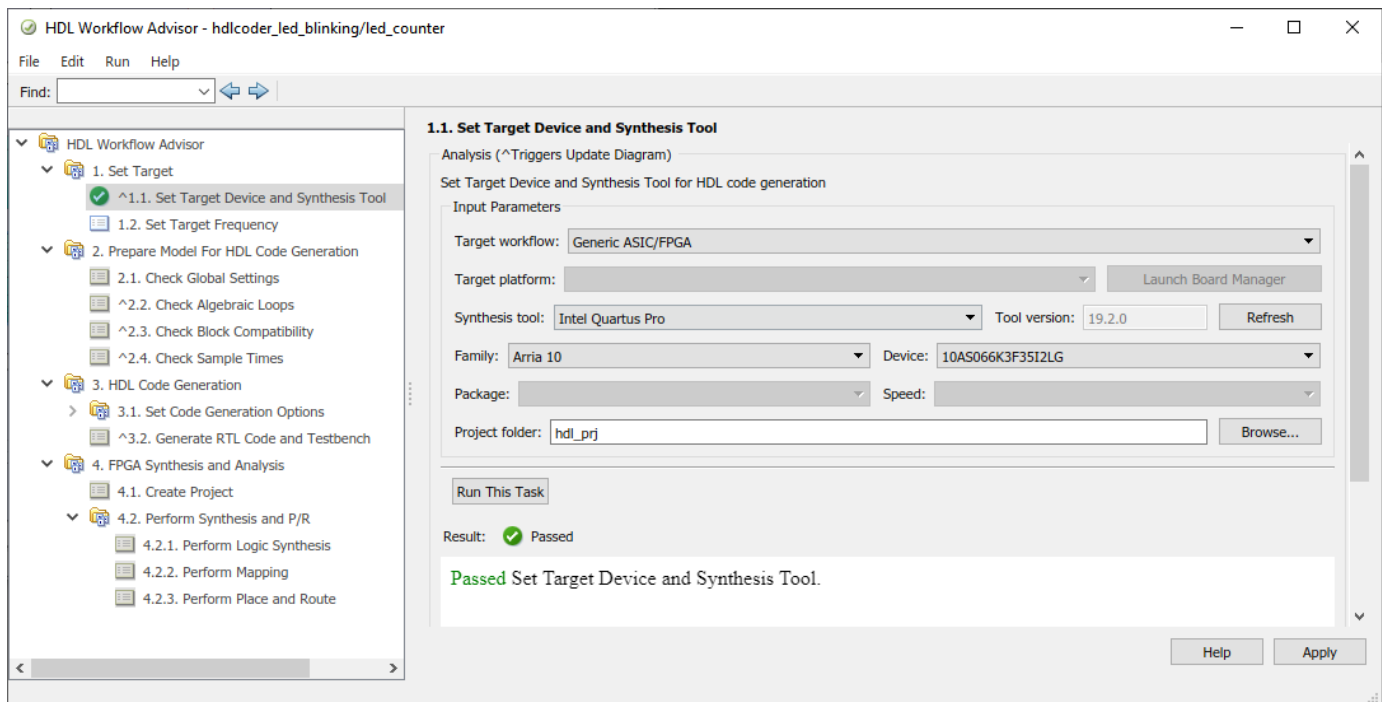 HDL Workflow Advisor - hdlcoder_led_blinking/led_counter
File Edit Run Help
Find:
HDL Workflow Advisor
1. Set Target
^1.1. Set Target Device and Synthesis Tool
1.2. Set Target Frequency
2. Prepare Model For HDL Code Generation
2.1. Check Global Settings
^2.2. Check Algebraic Loops
^2.3. Check Block Compatibility
^2.4. Check Sample Times
3. HDL Code Generation
3.1. Set Code Generation Options
^3.2. Generate RTL Code and Testbench
4. FPGA Synthesis and Analysis
4.1. Create Project
4.2. Perform Synthesis and P/R
4.2.1. Perform Logic Synthesis
4.2.2. Perform Mapping
4.2.3. Perform Place and Route
1.1. Set Target Device and Synthesis Tool
Analysis (^Triggers Update Diagram)
Set Target Device and Synthesis Tool for HDL code generation
Input Parameters
Target workflow: Generic ASIC/FPGA
Target platform: Launch Board Manager
Synthesis tool: Intel Quartus Pro Tool version: 19.2.0 Refresh
Family: Arria 10 Device: 10AS066K3F35I2LG
Package: Speed:
Project folder: hdl_prj Browse...
Run This Task
Result: Passed
Passed Set Target Device and Synthesis Tool.
Help Apply